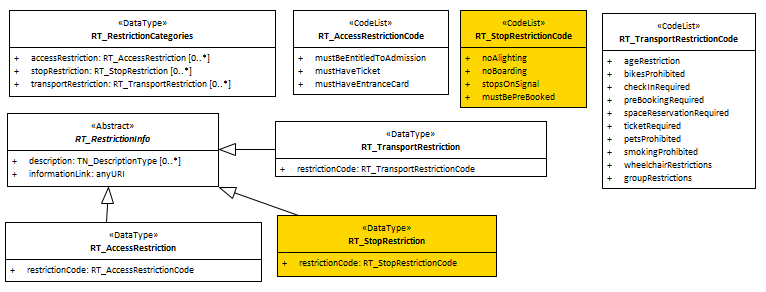 «DataType»
RT_RestrictionCategories
+ accessRestriction: RT_AccessRestriction [0..*]
+ stopRestriction: RT_StopRestriction [0..*]
+ transportRestriction: RT_TransportRestriction [0..*]
«CodeList»
RT_AccessRestrictionCode
+ mustBeEntitledToAdmission
+ mustHaveTicket
+ mustHaveEntranceCard
«CodeList»
RT_StopRestrictionCode
+ noAlighting
+ noBoarding
+ stopsOnSignal
+ mustBePreBooked
«CodeList»
RT_TransportRestrictionCode
+ ageRestriction
+ bikesProhibited
+ checkInRequired
+ preBookingRequired
+ spaceReservationRequired
+ ticketRequired
+ petsProhibited
+ smokingProhibited
+ wheelchairRestrictions
+ groupRestrictions
«Abstract»
RT_RestrictionInfo
+ description: TN_DescriptionType [0..*]
+ informationLink: anyURI
«DataType»
RT_TransportRestriction
+ restrictionCode: RT_TransportRestrictionCode
«DataType»
RT_AccessRestriction
+ restrictionCode: RT_AccessRestrictionCode
«DataType»
RT_StopRestriction
+ restrictionCode: RT_StopRestrictionCode